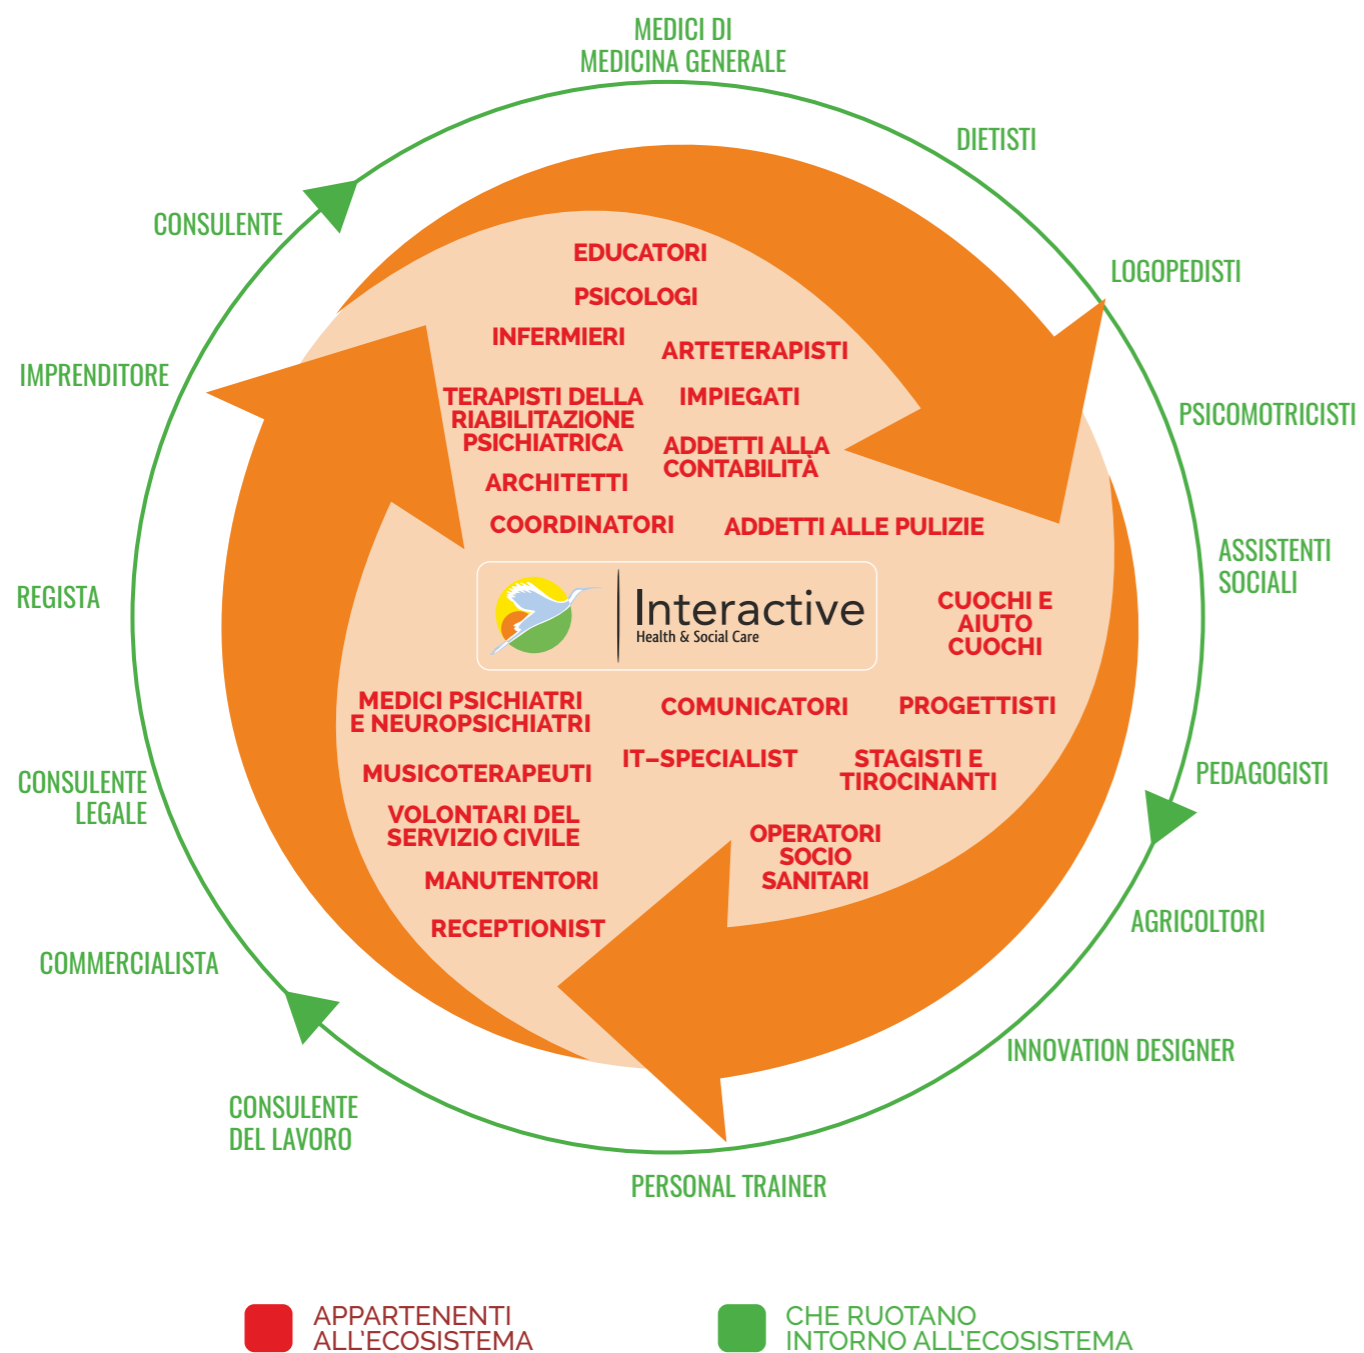 MEDICI DI
MEDICINA GENERALE
DIETISTI
LOGOPEDISTI
PSICOMOTRICISTI
ASSISTENTI
SOCIALI
PEDAGOGISTI
AGRICOLTORI
INNOVATION DESIGNER
PERSONAL TRAINER
CONSULENTE
DEL LAVORO
COMMERCIALISTA
CONSULENTE
LEGALE
REGISTA
IMPRENDITORE
CONSULENTE
EDUCATORI
PSICOLOGI
INFERMIERI
ARTETERAPISTI
TERAPISTI DELLA
RIABILITAZIONE
PSICHIATRICA
IMPIEGATI
ADDETTI ALLA
CONTABILITÀ
ARCHITETTI
COORDINATORI
ADDETTI ALLE PULIZIE
Interactive
Health & Social Care
CUOCHI E
AIUTO
CUOCHI
MEDICI PSICHIATRI
E NEUROPSICHIATRI
COMUNICATORI
PROGETTISTI
MUSICOTERAPEUTI
IT-SPECIALIST
STAGISTI E
TIROCINANTI
VOLONTARI DEL
SERVIZIO CIVILE
OPERATORI
SOCIO
SANITARI
MANUTENTORI
RECEPTIONIST
APPARTENENTI
ALL'ECOSISTEMA
CHE RUOTANO
INTORNO ALL'ECOSISTEMA